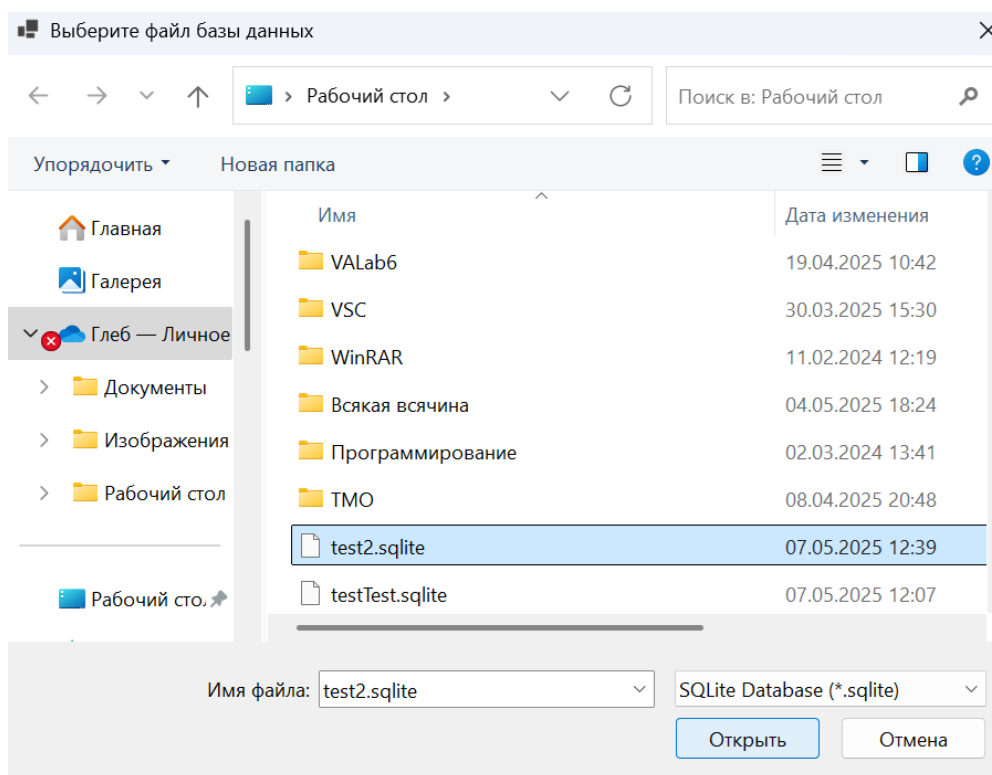 Выберите файл базы данных
Рабочий стол
Поиск в: Рабочий стол
Упорядочить Новая папка ?
Имя Дата изменения
Главная
Галерея
Глеб — Личное
Документы
Изображения
Рабочий стол
Рабочий сто
VALab6 19.04.2025 10:42
VSC 30.03.2025 15:30
WinRAR 11.02.2024 12:19
Всякая всячина 04.05.2025 18:24
Программирование 02.03.2024 13:41
ТМО 08.04.2025 20:48
test2.sqlite 07.05.2025 12:39
testTest.sqlite 07.05.2025 12:07
Имя файла: test2.sqlite SQLite Database (*.sqlite)
Открыть Отмена